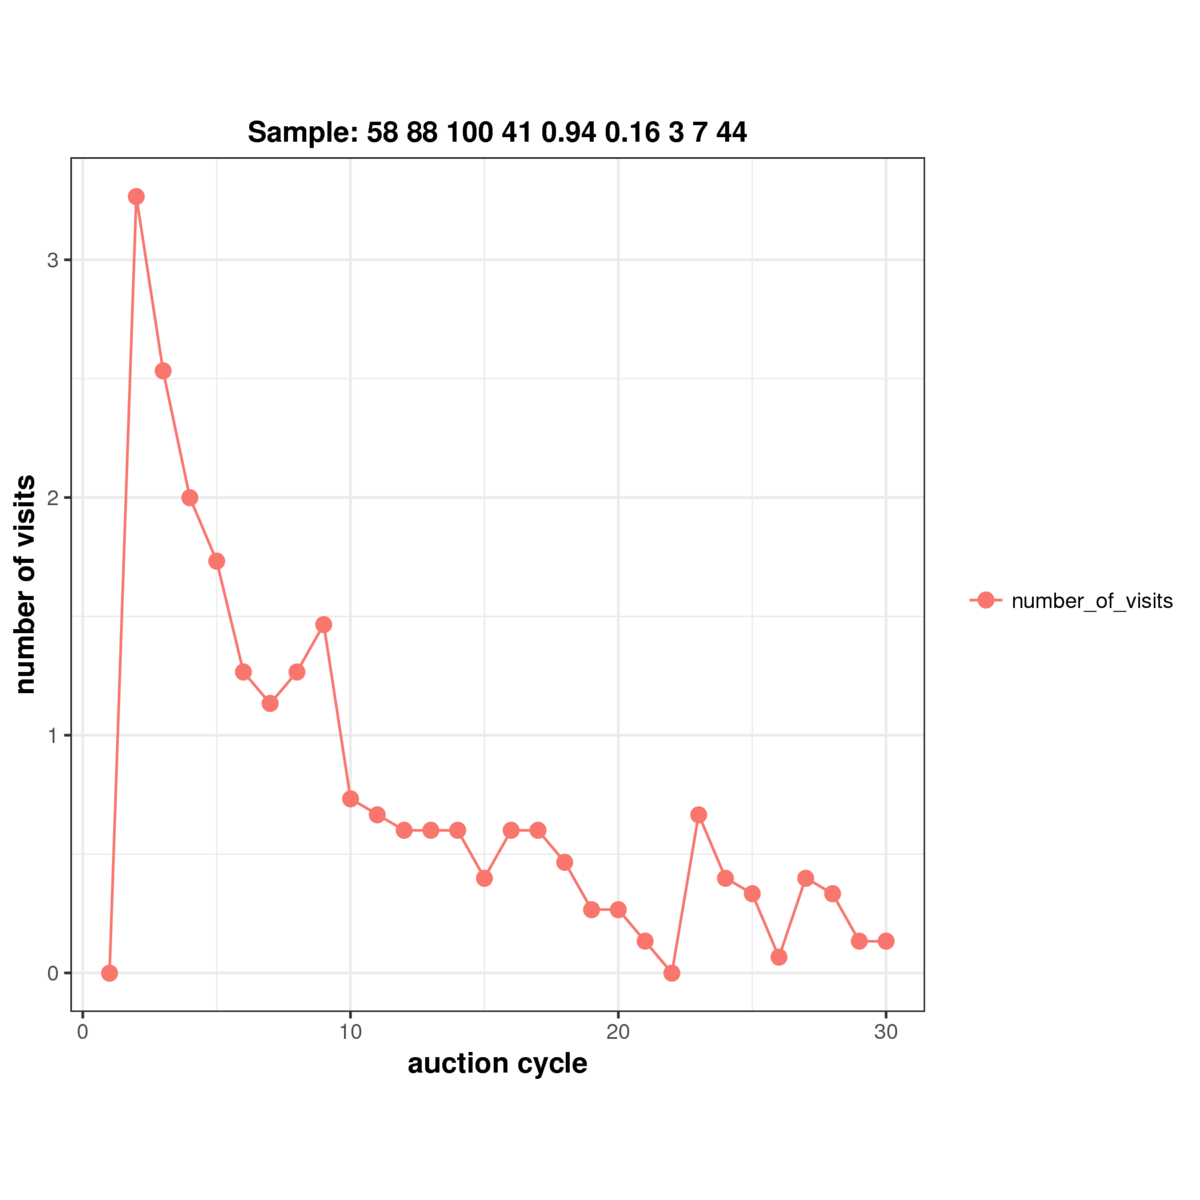 Sample: 58 88 100 41 0.94 0.16 3 7 44
number of visits
3
2
1
0
0 10 20 30
auction cycle
number_of_visits